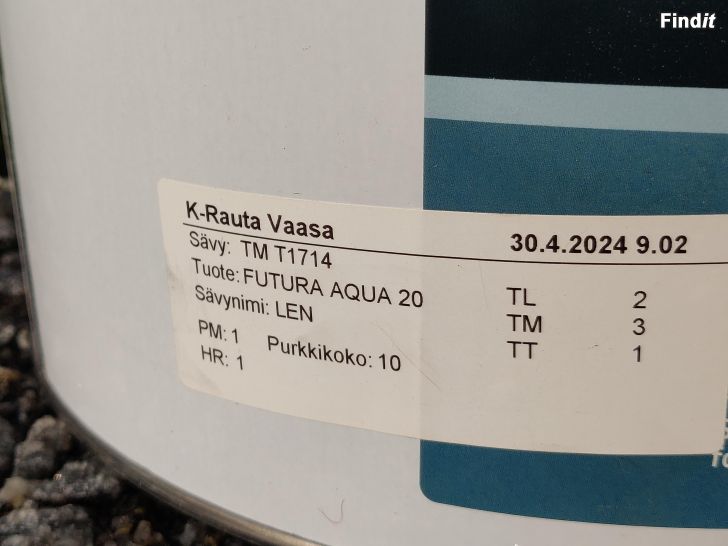 Findit
K-Rauta Vaasa 30.4.2024 9.02
Sävy: TM T1714
Tuote: FUTURA AQUA 20 TL 2
Sävynimi: LEN TM 3
PM: 1 Purkkikoko: 10 TT 1
HR: 1